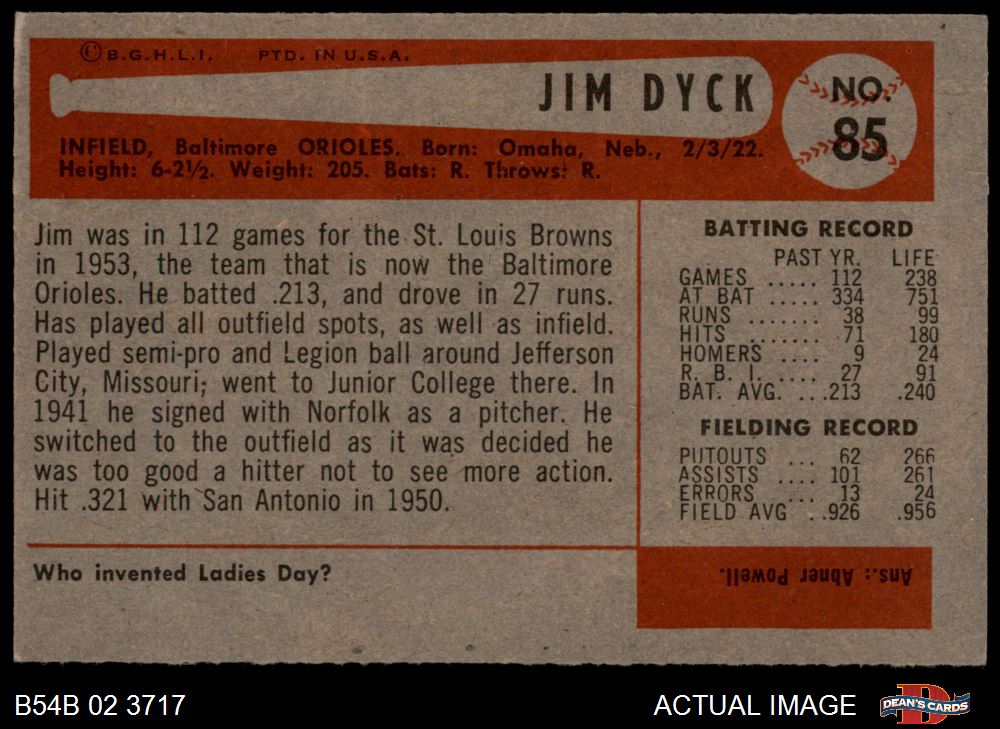 ©B.G.H.L.I. PTD. IN U.S.A.
JIM DYCK
NO.
85
INFIELD, Baltimore ORIOLES. Born: Omaha, Neb., 2/3/22.
Height: 6-2½. Weight: 205. Bats: R. Throws: R.
Jim was in 112 games for the St. Louis Browns
in 1953, the team that is now the Baltimore
Orioles. He batted .213, and drove in 27 runs.
Has played all outfield spots, as well as infield.
Played semi-pro and Legion ball around Jefferson
City, Missouri; went to Junior College there. In
1941 he signed with Norfolk as a pitcher. He
switched to the outfield as it was decided he
was too good a hitter not to see more action.
Hit .321 with San Antonio in 1950.
BATTING RECORD
PAST YR. LIFE
GAMES ..... 112 238
AT BAT ..... 334 751
RUNS ....... 38 99
HITS ....... 71 180
HOMERS .... 9 24
R. B. I. .... 27 91
BAT. AVG. ...213 .240
FIELDING RECORD
PUTOUTS ... 62 266
ASSISTS .... 101 261
ERRORS ... 13 24
FIELD AVG . .926 .956
Who invented Ladies Day?
Ans.: Abner Powell.
B54B 02 3717
ACTUAL IMAGE
D
DEAN'S CARDS